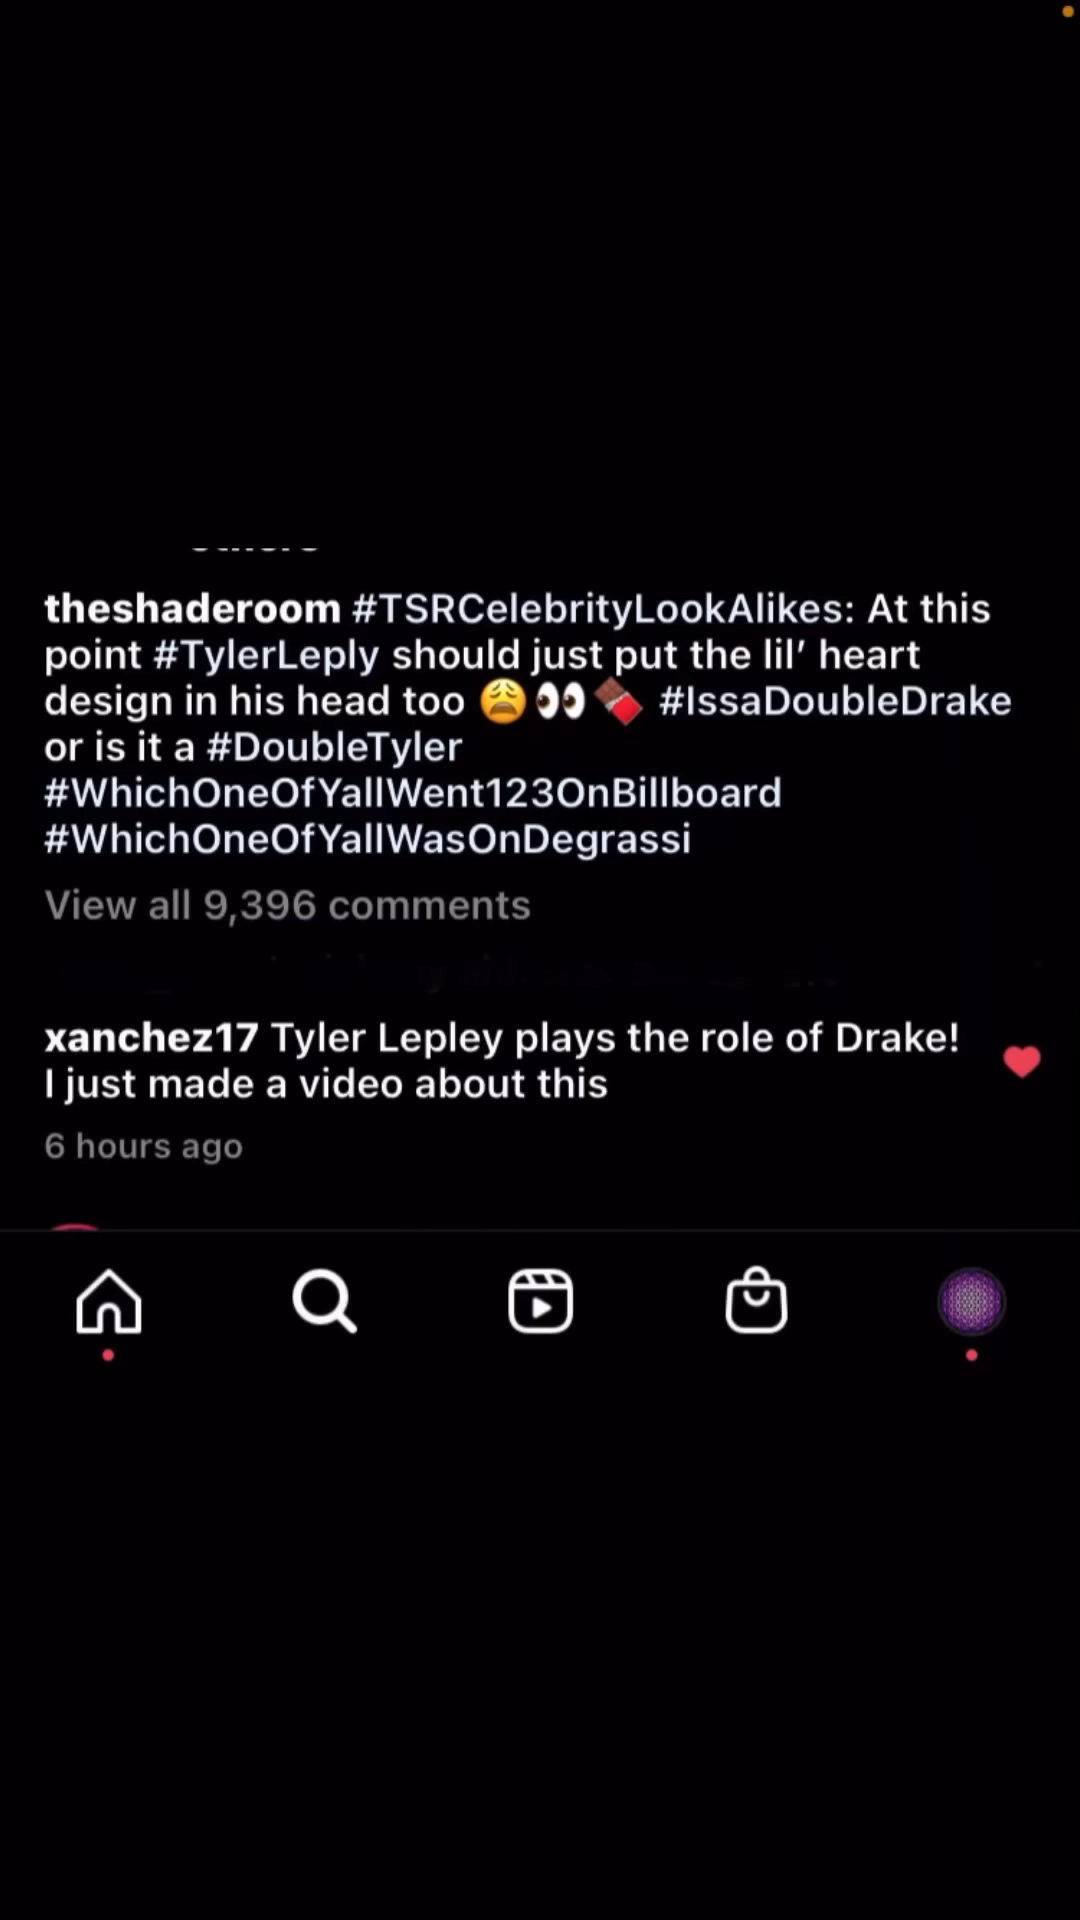 theshaderoom #TSRCelebrityLookAlikes: At this
point #TylerLeply should just put the lil’ heart
design in his head too 😩👀🍫 #IssaDoubleDrake
or is it a #DoubleTyler
#WhichOneOfYallWent123OnBillboard
#WhichOneOfYallWasOnDegrassi
View all 9,396 comments
xanchez17 Tyler Lepley plays the role of Drake!
I just made a video about this
6 hours ago